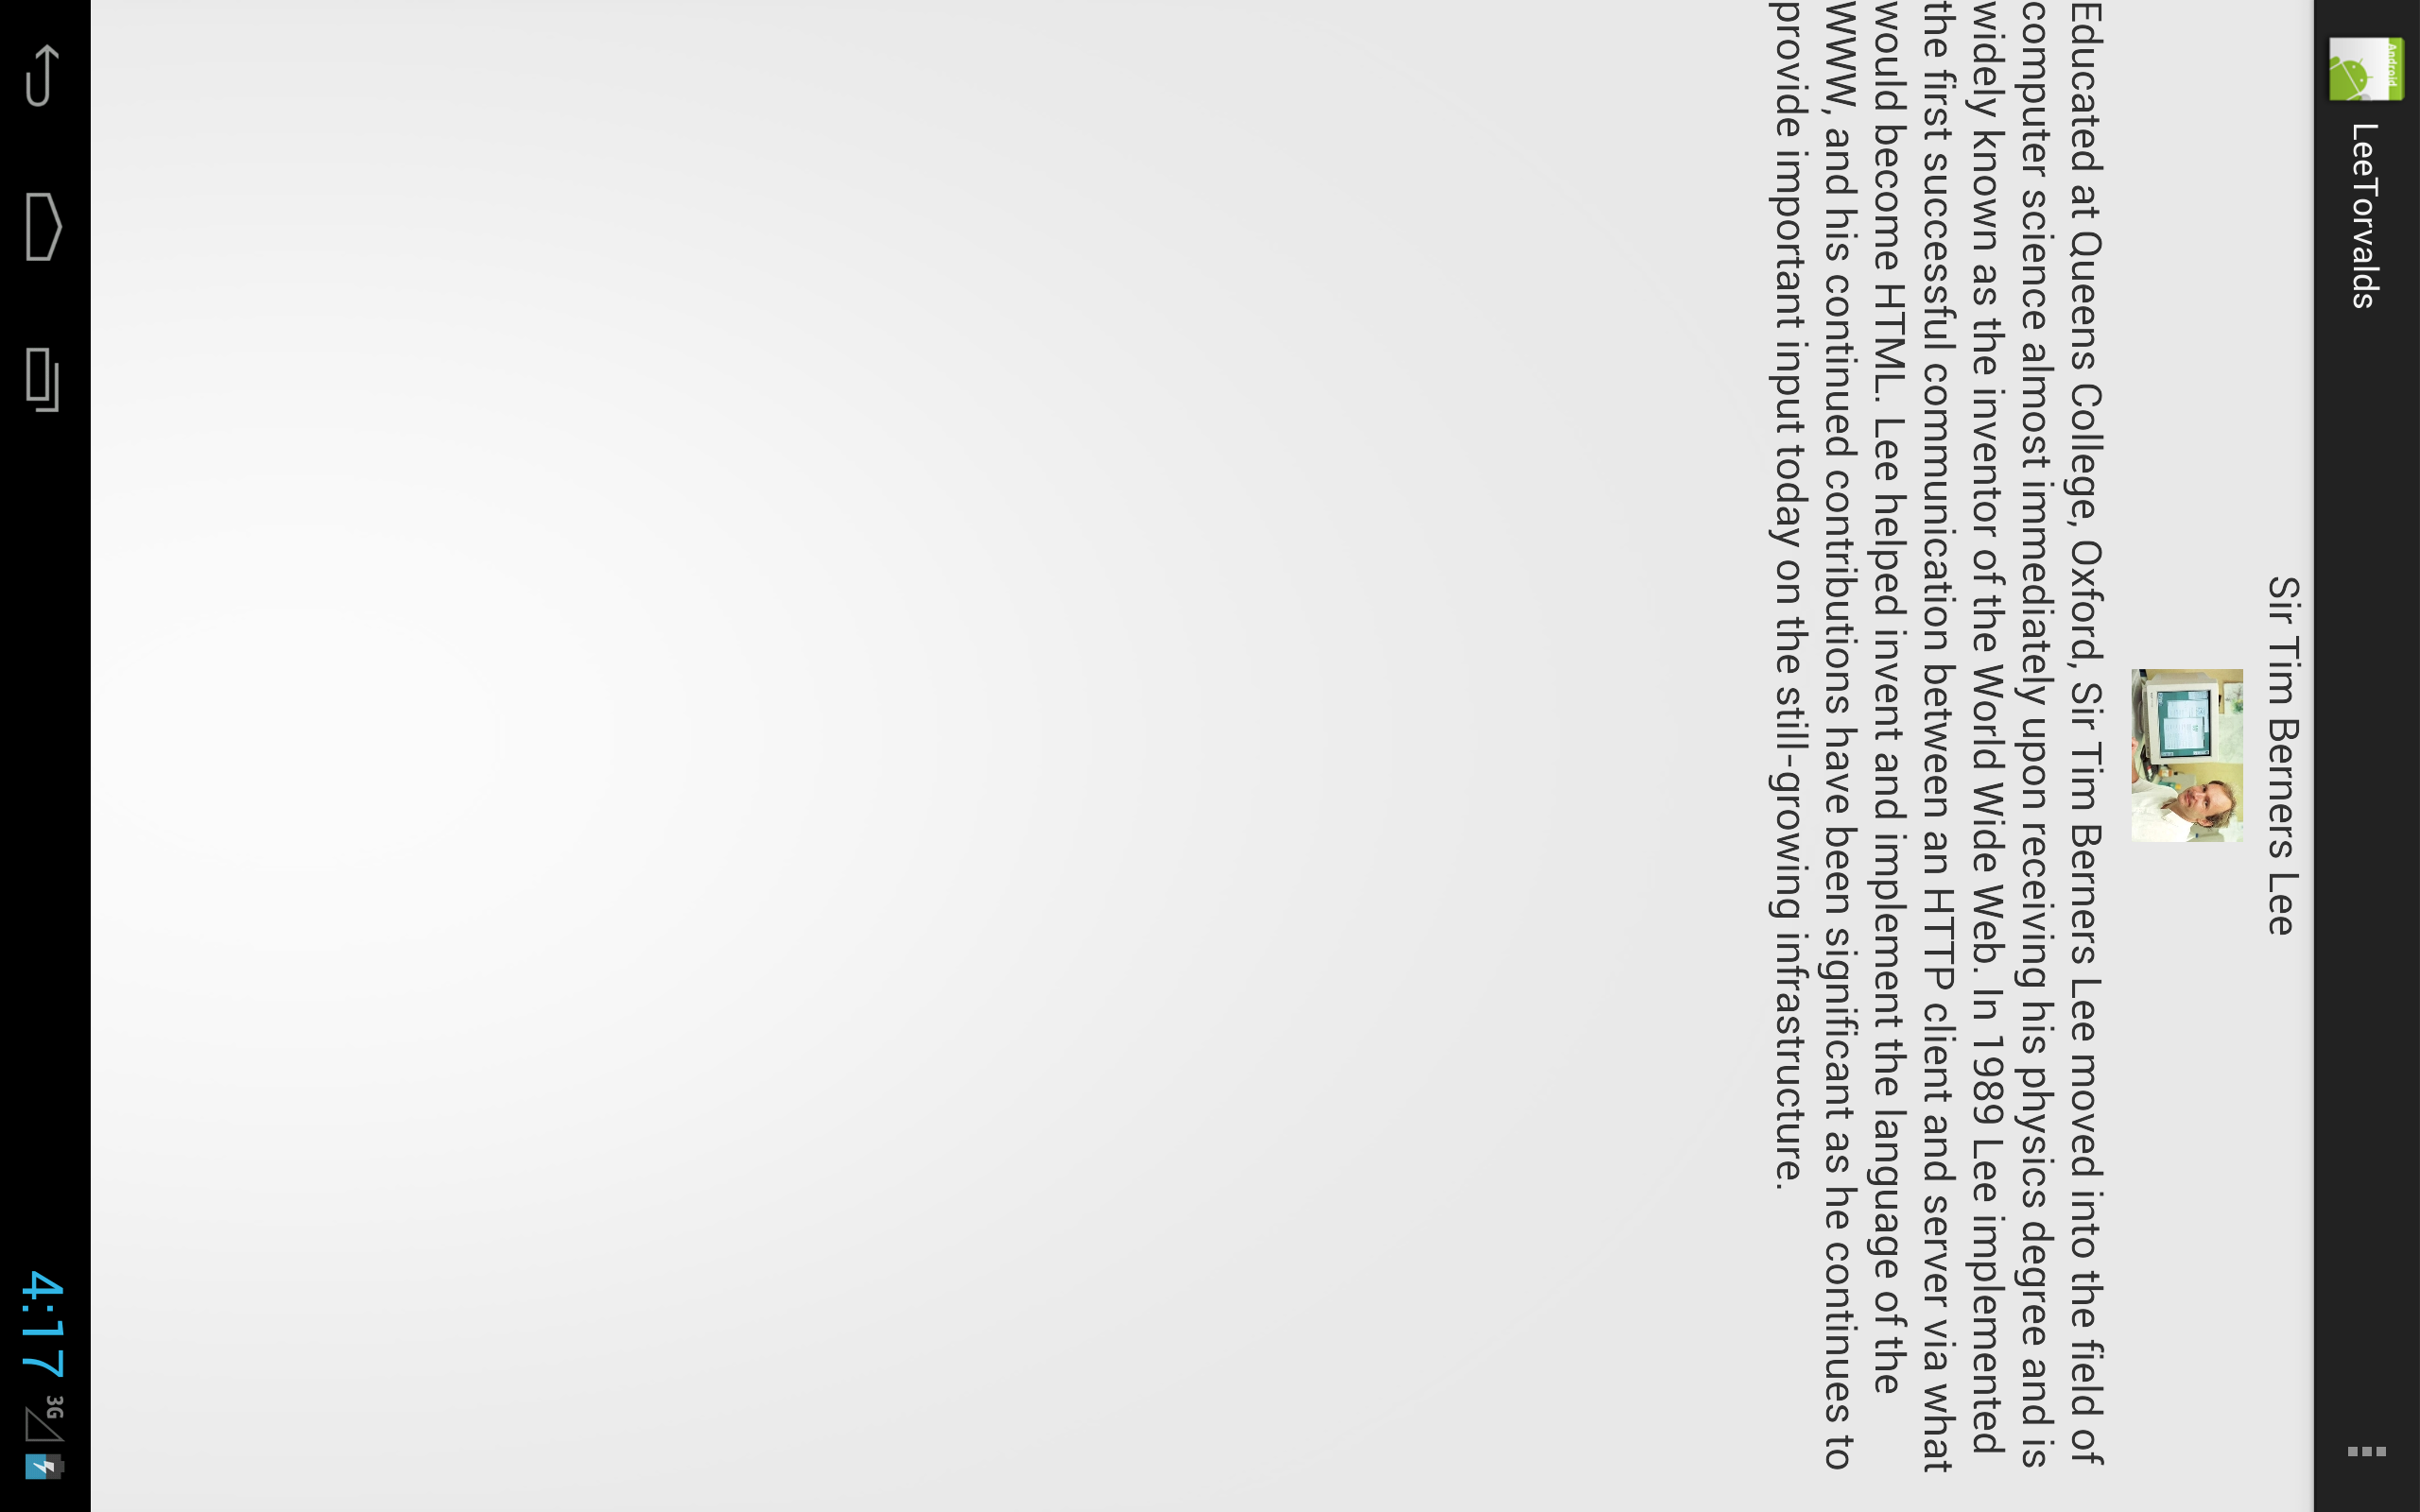 Android
LeeTorvalds
Sir Tim Berners Lee
Educated at Queens College, Oxford, Sir Tim Berners Lee moved into the field of
computer science almost immediately upon receiving his physics degree and is
widely known as the inventor of the World Wide Web. In 1989 Lee implemented
the first successful communication between an HTTP client and server via what
would become HTML. Lee helped invent and implement the language of the
WWW, and his continued contributions have been significant as he continues to
provide important input today on the still-growing infrastructure.
4:17
3G